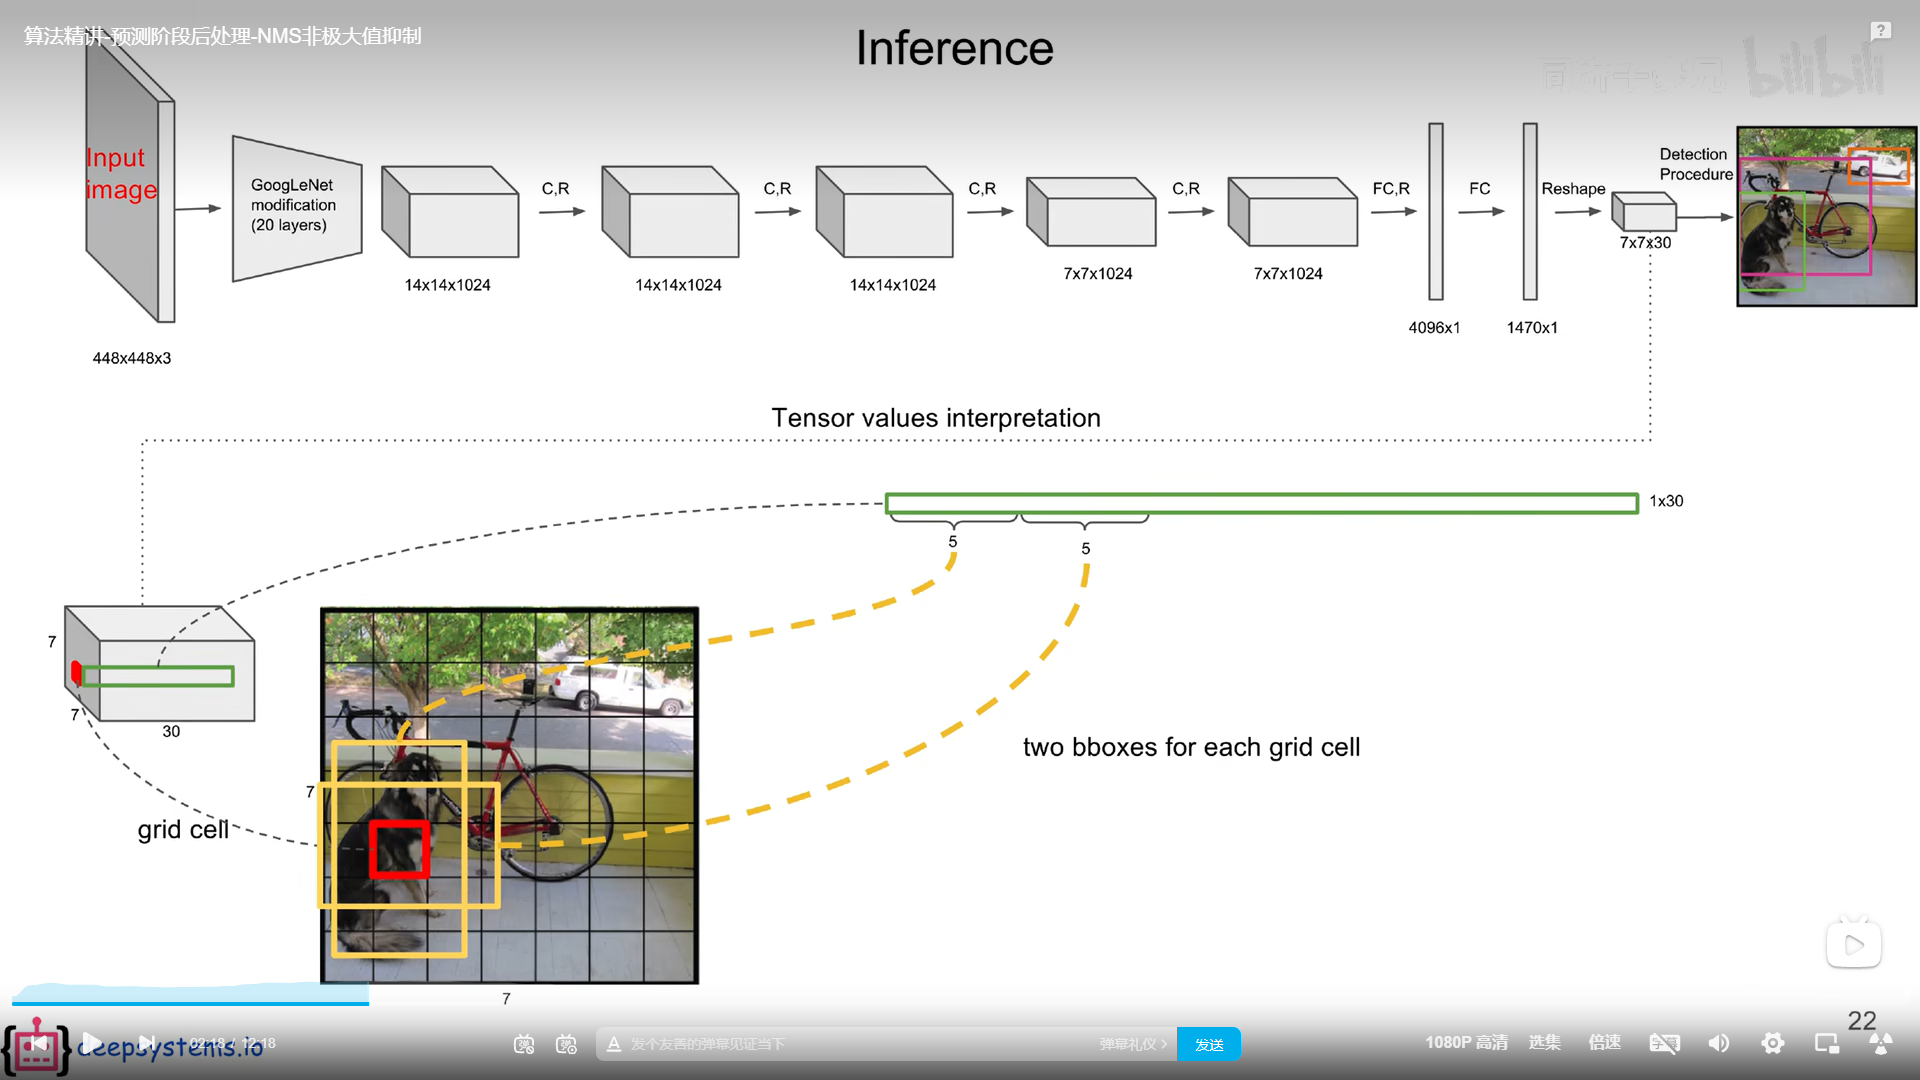 算法精讲-预测阶段后处理-NMS非极大值抑制
Inference
bilibili
?
Input
image
GoogLeNet
modification
(20 layers)
C,R
C,R
C,R
C,R
FC,R
FC
Reshape
Detection
Procedure
448x448x3
14x14x1024
14x14x1024
14x14x1024
7x7x1024
7x7x1024
4096x1
1470x1
7x7x30
Tensor values interpretation
1x30
5
5
7
7
30
grid cell
7
7
two bboxes for each grid cell
22
deepsystems.io
02:18 / 12:18
发个友善的弹幕见证当下
弹幕礼仪 >
发送
1080P 高清
选集
倍速